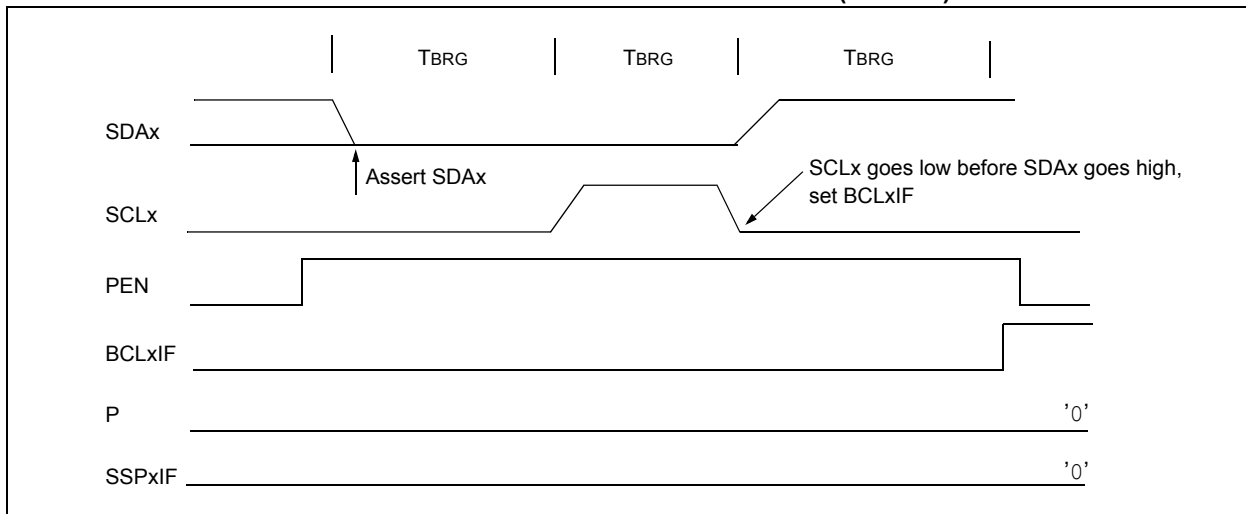 TBRG TBRG TBRG
SDAx
Assert SDAx
SCLx goes low before SDAx goes high,
set BCLxIF
SCLx
PEN
BCLxIF
P '0'
SSPxIF '0'